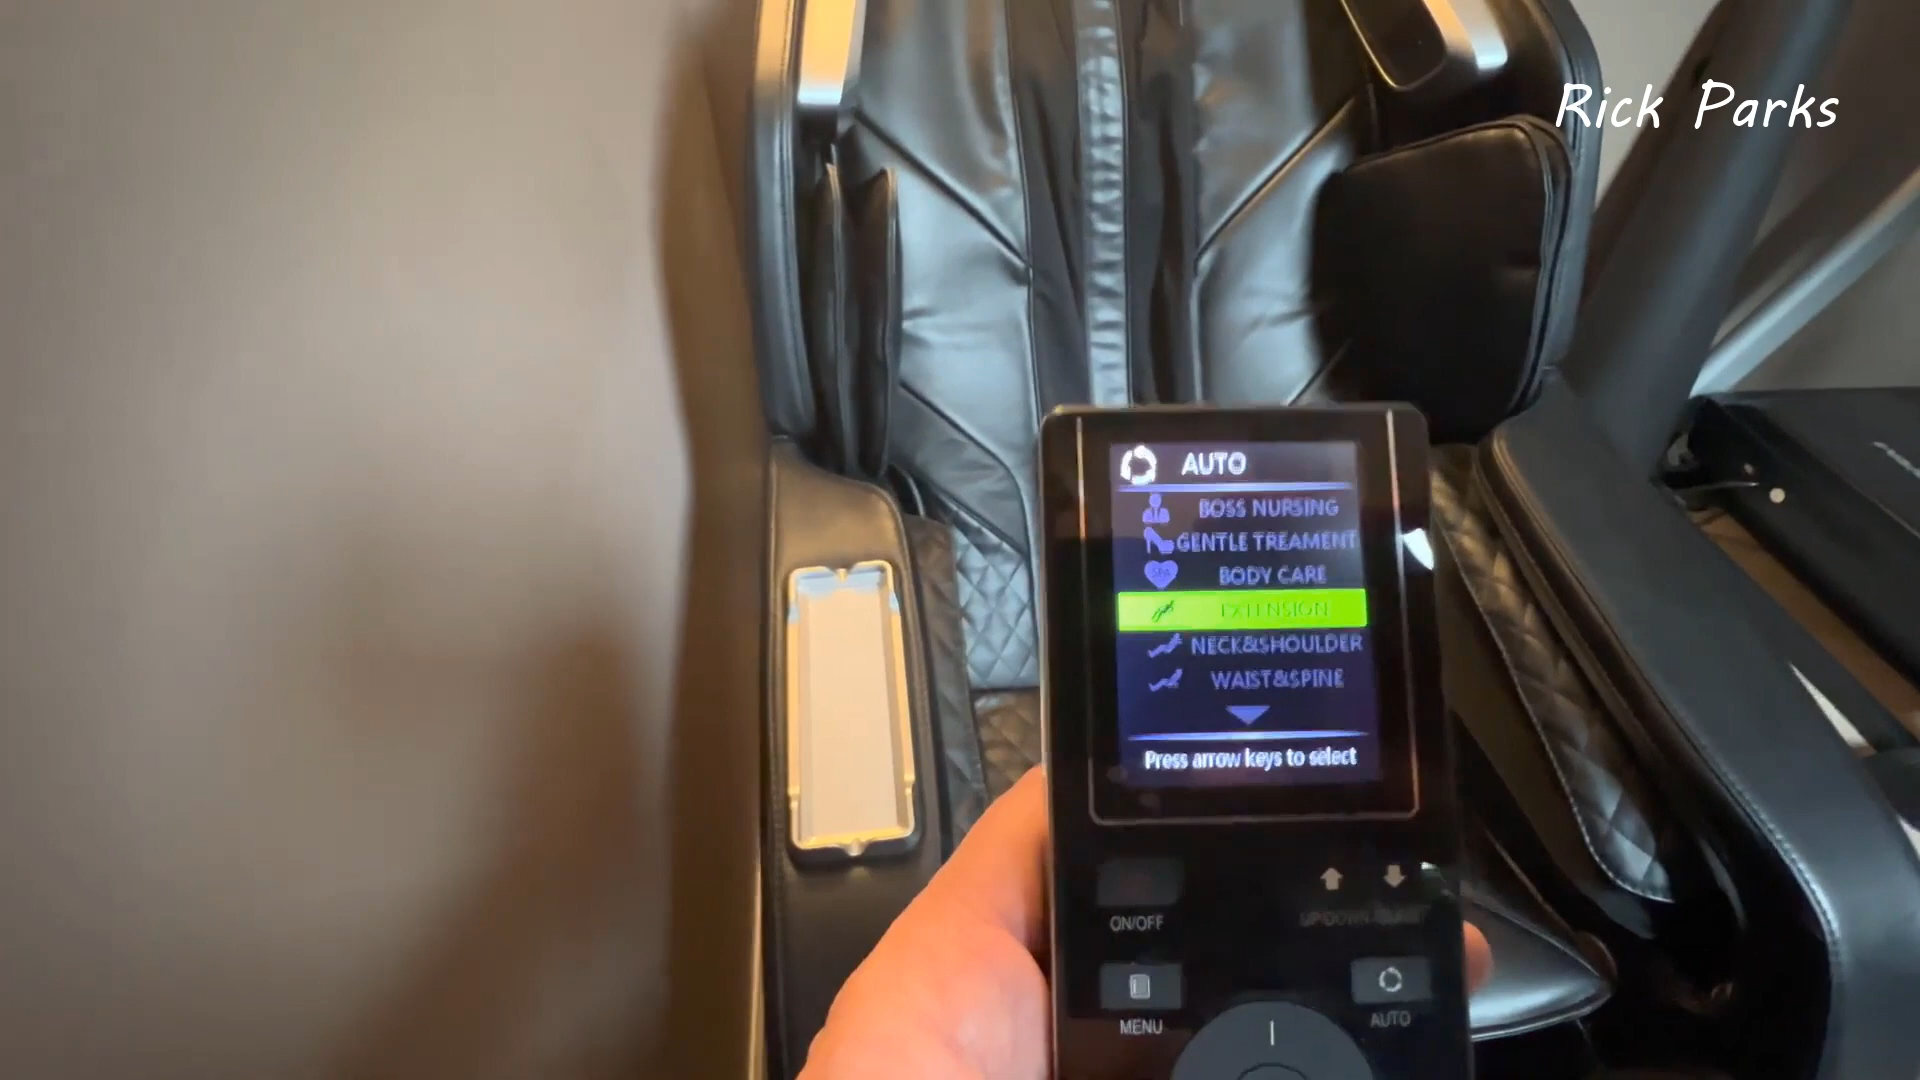 Rick Parks
AUTO
BOSS NURSING
GENTLE TREAMENT
SPA
BODY CARE
EXTENSION
NECK&SHOULDER
WAIST&SPINE
Press arrow keys to select
ON/OFF
MENU
AUTO